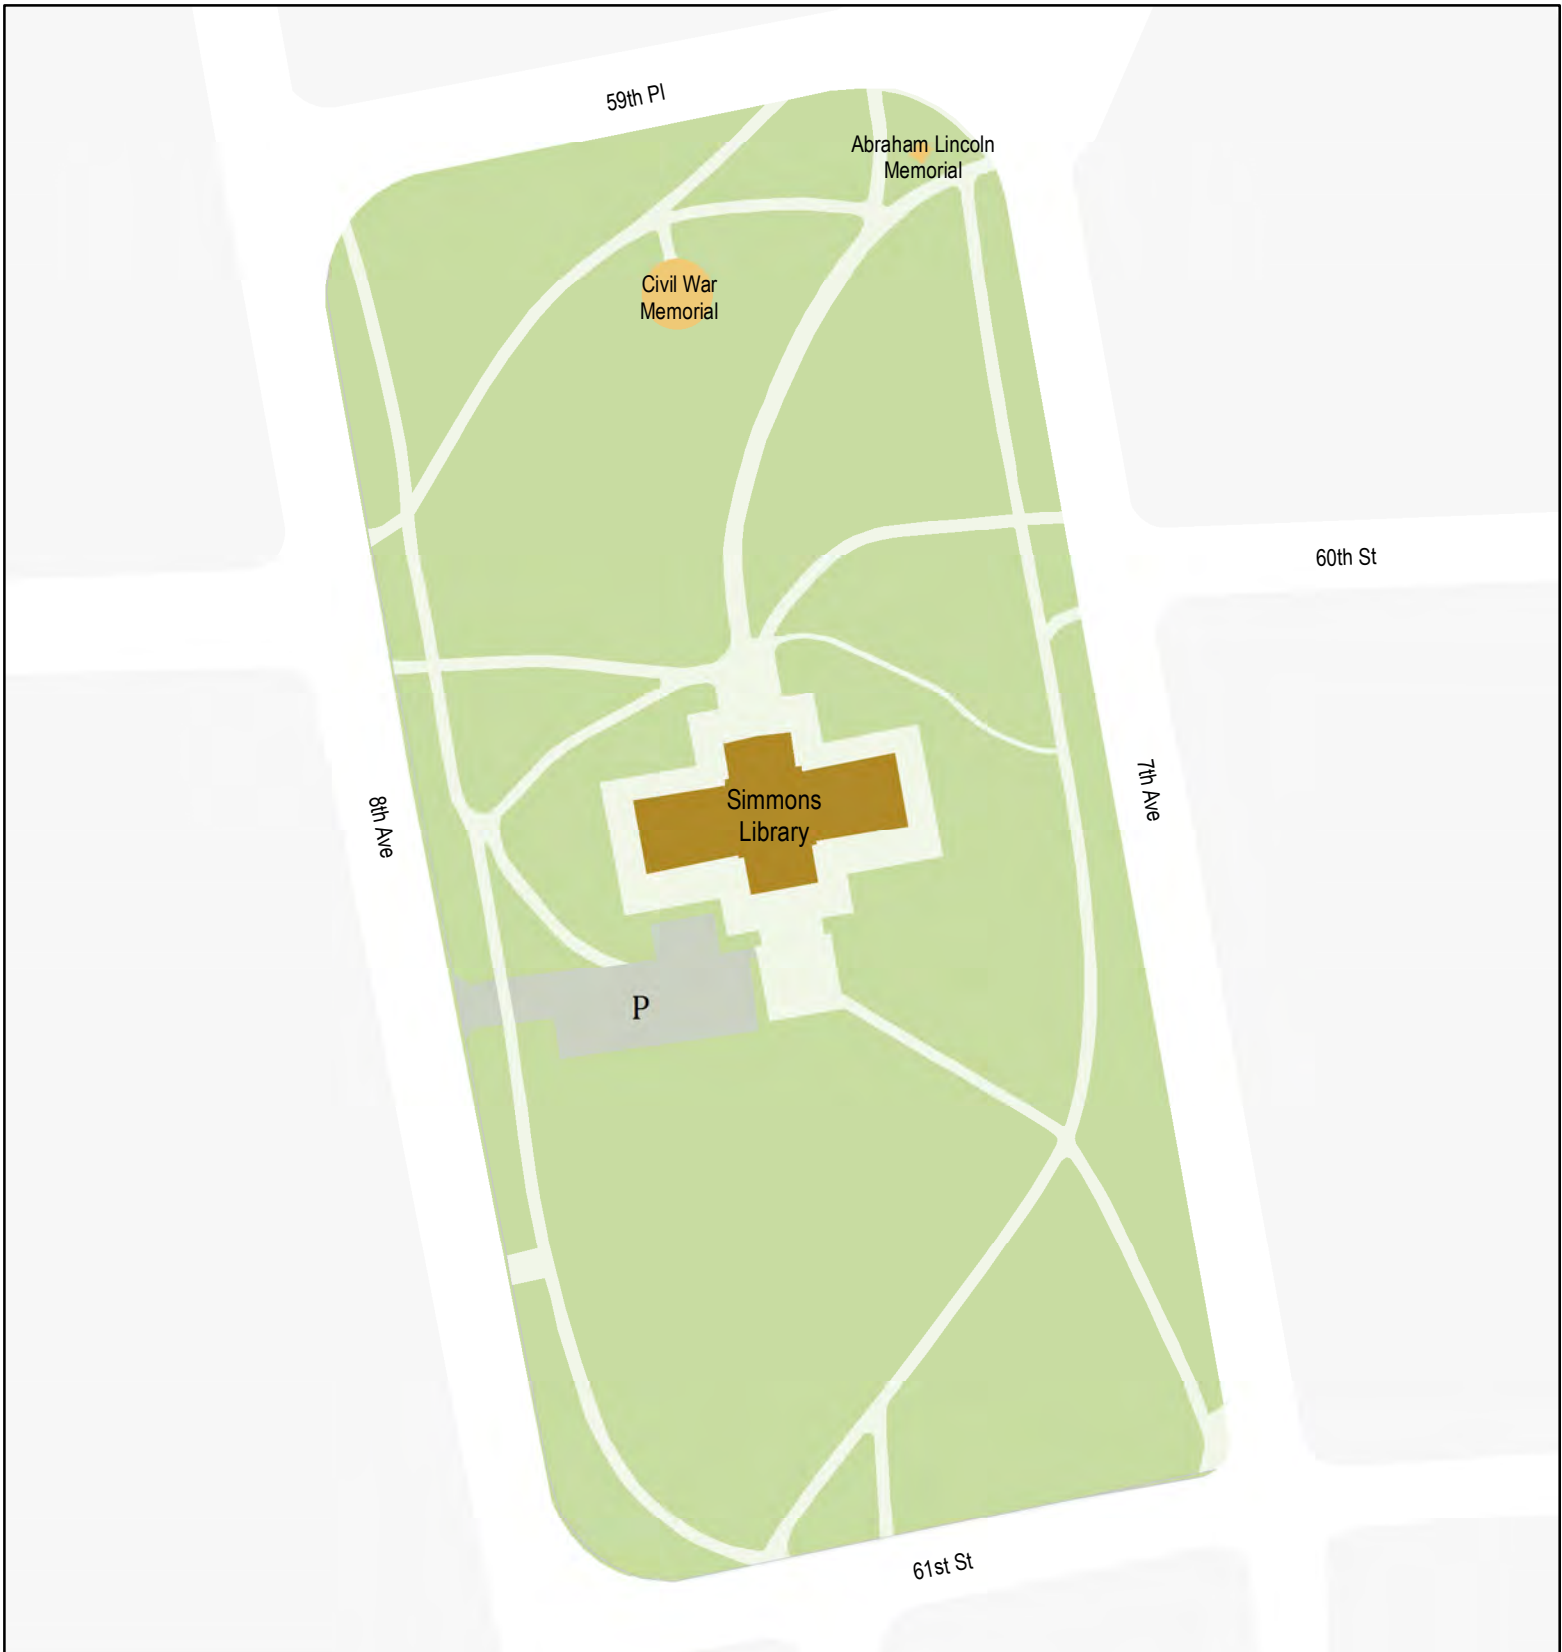 59th Pl
Abraham Lincoln
Memorial
Civil War
Memorial
60th St
Simmons
Library
7th Ave
8th Ave
P
61st St